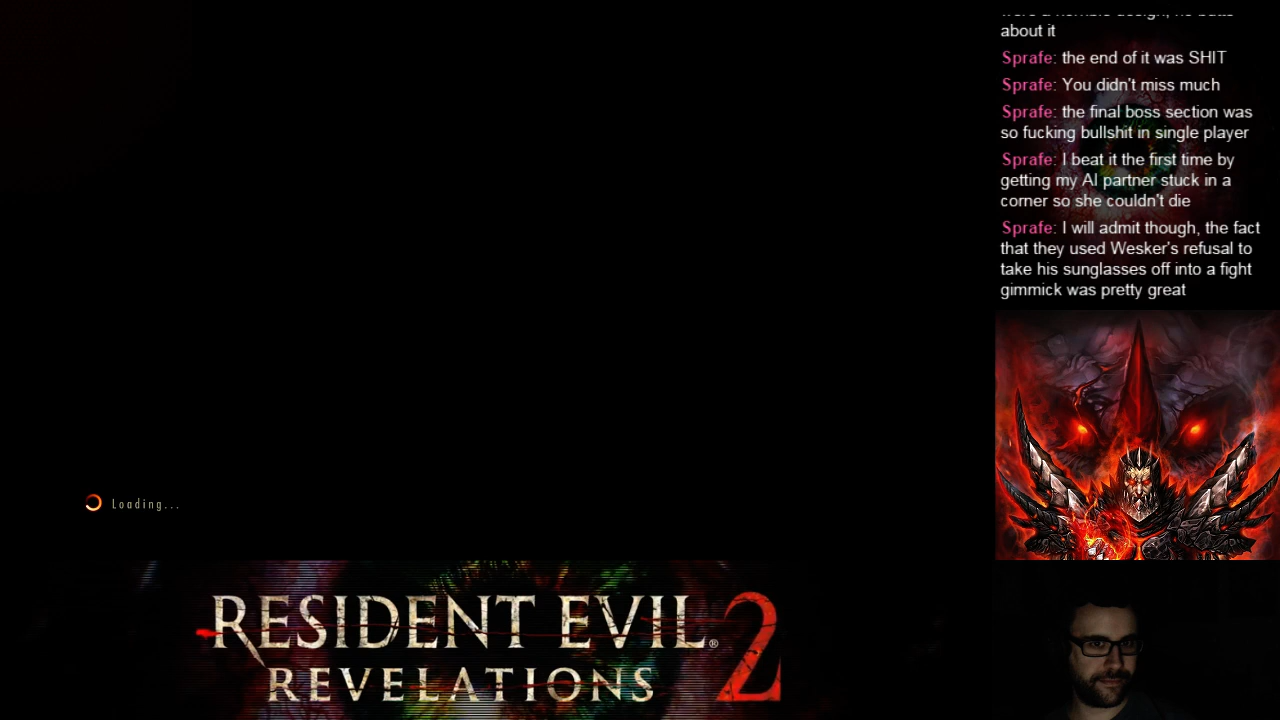 about it
Sprafe: the end of it was SHIT
Sprafe: You didn't miss much
Sprafe: the final boss section was
so fucking bullshit in single player
Sprafe: I beat it the first time by
getting my AI partner stuck in a
corner so she couldn't die
Sprafe: I will admit though, the fact
that they used Wesker's refusal to
take his sunglasses off into a fight
gimmick was pretty great
Loading...
RESIDENT EVIL® 2
REVELATIONS